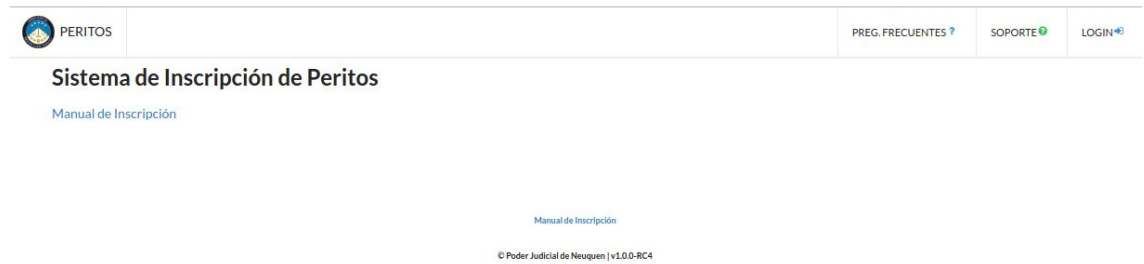 PERITOS
PREG. FRECUENTES ?
SOPORTE ?
LOGIN
Sistema de Inscripción de Peritos
Manual de Inscripción
Manual de Inscripción
© Poder Judicial de Neuquen | v1.0.0-RC4